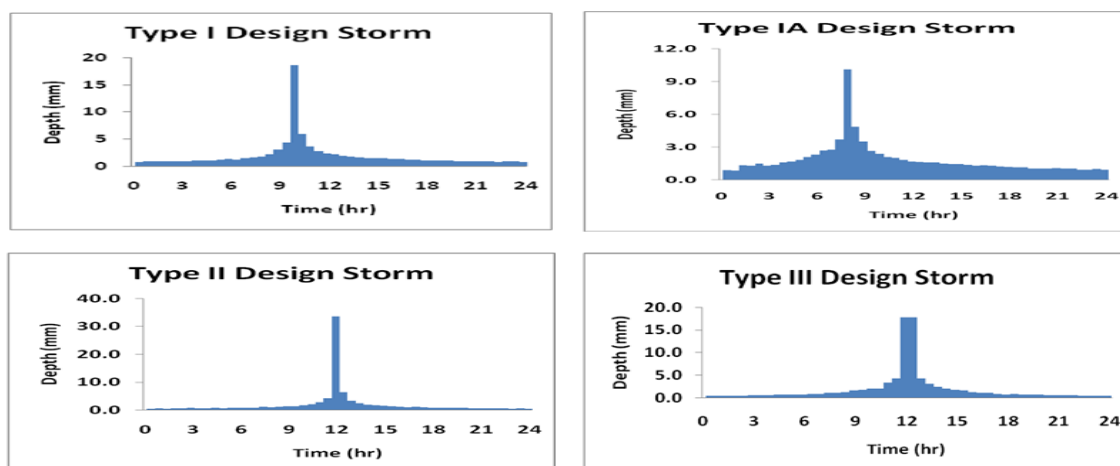 Type I Design Storm
20
15
10
5
0
Depth (mm)
0 3 6 9 12 15 18 21 24
Time (hr)
Type IA Design Storm
12.0
9.0
6.0
3.0
0.0
Depth (mm)
0 3 6 9 12 15 18 21 24
Time (hr)
Type II Design Storm
40.0
30.0
20.0
10.0
0.0
Depth (mm)
0 3 6 9 12 15 18 21 24
Time (hr)
Type III Design Storm
20.0
15.0
10.0
5.0
0.0
Depth (mm)
0 3 6 9 12 15 18 21 24
Time (hr)